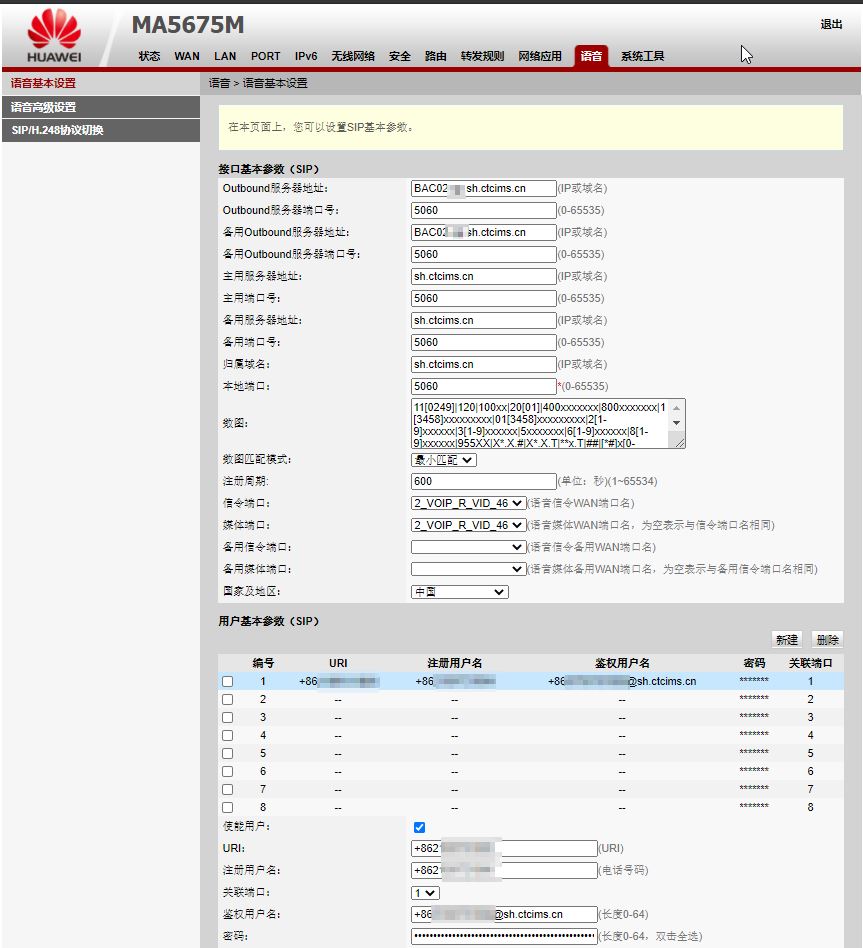 HUAWEI
MA5675M
退出
状态 WAN LAN PORT IPv6 无线网络 安全 路由 转发规则 网络应用 语音 系统工具
语音基本设置
语音高级设置
SIP/H.248协议切换
语音 > 语音基本设置
在本页面上，您可以设置SIP基本参数。
接口基本参数（SIP）
Outbound服务器地址： BAC02 sh.ctcims.cn (IP或域名)
Outbound服务器端口号： 5060 (0-65535)
备用Outbound服务器地址： BAC02 sh.ctcims.cn (IP或域名)
备用Outbound服务器端口号： 5060 (0-65535)
主用服务器地址： sh.ctcims.cn (IP或域名)
主用端口号： 5060 (0-65535)
备用服务器地址： sh.ctcims.cn (IP或域名)
备用端口号： 5060 (0-65535)
归属域名： sh.ctcims.cn (IP或域名)
本地端口： 5060 *(0-65535)
数图：
11[0249]|120|100xx|20[01]|400xxxxxxx|800xxxxxxx|1
[3458]xxxxxxxxx|01[3458]xxxxxxxxx|2[1-
9]xxxxxx|3[1-9]xxxxxx|5xxxxxxx|6[1-9]xxxxxx|8[1-
9]xxxxxx|955XX|X*.X.#|X*.X.T|**x.T|##|[*#]x[0-
数图匹配模式： 最小匹配
注册周期: 600 (单位：秒)(1~65534)
信令端口： 2_VOIP_R_VID_46 (语音信令WAN端口名)
媒体端口： 2_VOIP_R_VID_46 (语音媒体WAN端口名，为空表示与信令端口名相同)
备用信令端口： (语音信令备用WAN端口名)
备用媒体端口： (语音媒体备用WAN端口名，为空表示与备用信令端口名相同)
国家及地区： 中国
用户基本参数（SIP）
新建 删除
编号 URI 注册用户名 鉴权用户名 密码 关联端口
1 +86 +86 +86 @sh.ctcims.cn ******* 1
2 -- -- -- ******* 2
3 -- -- -- ******* 3
4 -- -- -- ******* 4
5 -- -- -- ******* 5
6 -- -- -- ******* 6
7 -- -- -- ******* 7
8 -- -- -- ******* 8
使能用户：
URI: +862 (URI)
注册用户名： +862 (电话号码)
关联端口： 1
鉴权用户名： +86 @sh.ctcims.cn (长度0-64)
密码： (长度0-64，双击全选)